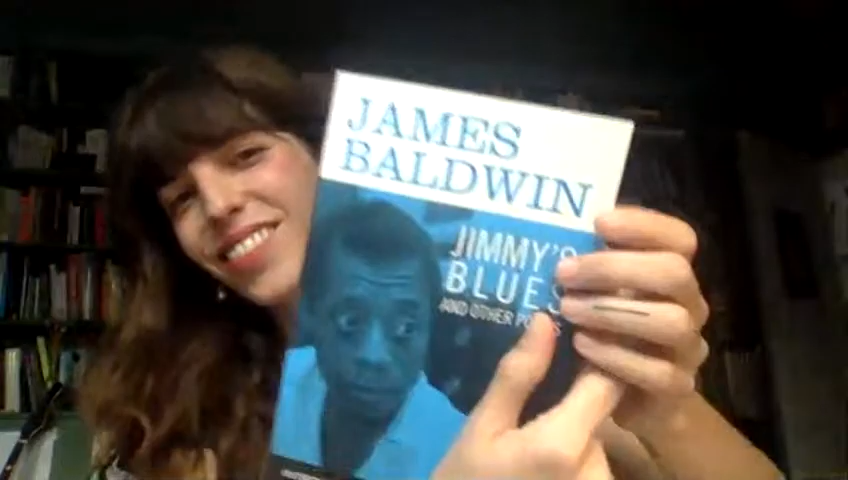 JAMES
BALDWIN
JIMMY'S
BLUES
AND OTHER